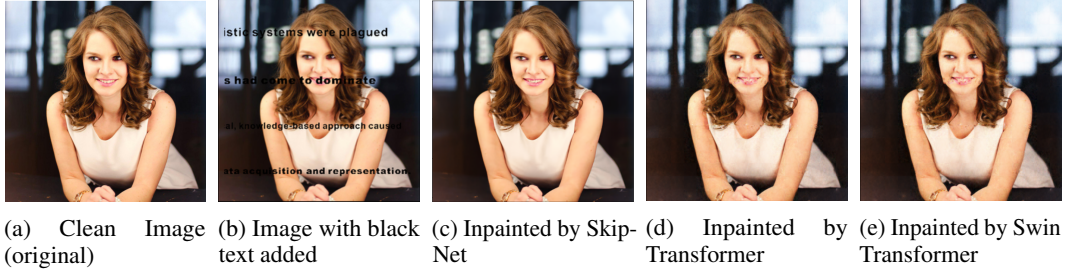 istic systems were plagued
s had come to dominate
al, knowledge-based approach caused
ata acquisition and representation.
(a) Clean Image (original)
(b) Image with black text added
(c) Inpainted by Skip-Net
(d) Inpainted by Transformer
(e) Inpainted by Swin Transformer